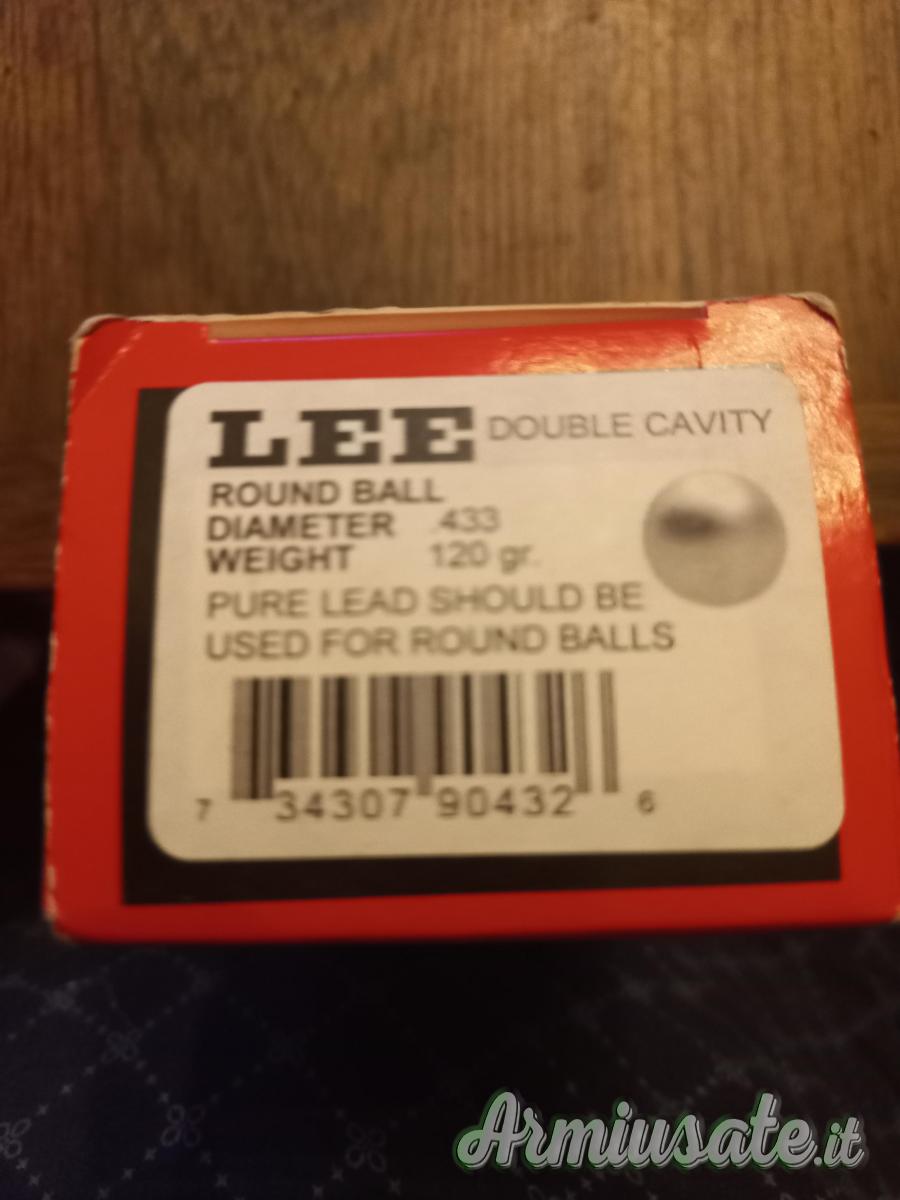 LEE DOUBLE CAVITY
ROUND BALL
DIAMETER .433
WEIGHT 120 gr.
PURE LEAD SHOULD BE
USED FOR ROUND BALLS
7 34307 90432 6
Armiusate.it